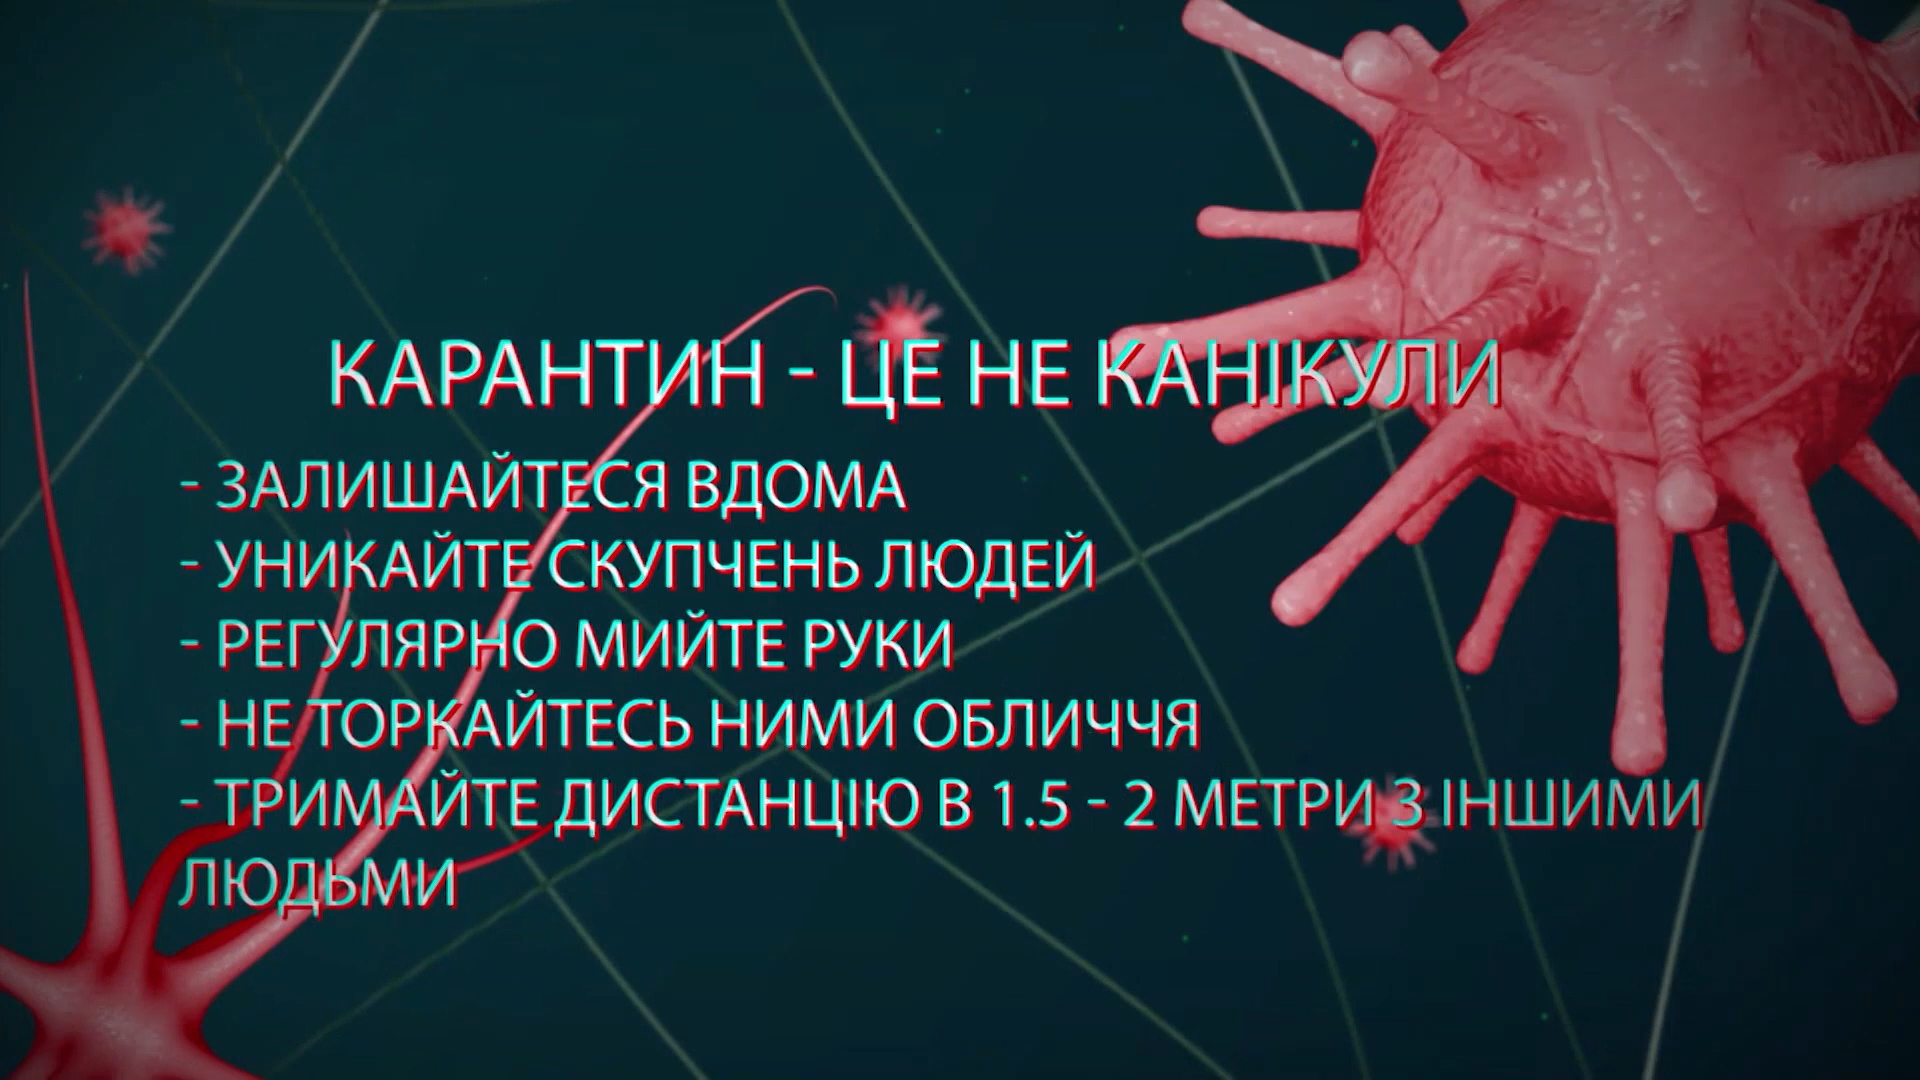 КАРАНТИН - ЦЕ НЕ КАНІКУЛИ
- ЗАЛИШАЙТЕСЯ ВДОМА
- УНИКАЙТЕ СКУПЧЕНЬ ЛЮДЕЙ
- РЕГУЛЯРНО МИЙТЕ РУКИ
- НЕ ТОРКАЙТЕСЬ НИМИ ОБЛИЧЧЯ
- ТРИМАЙТЕ ДИСТАНЦІЮ В 1.5 - 2 МЕТРИ З ІНШИМИ
ЛЮДЬМИ